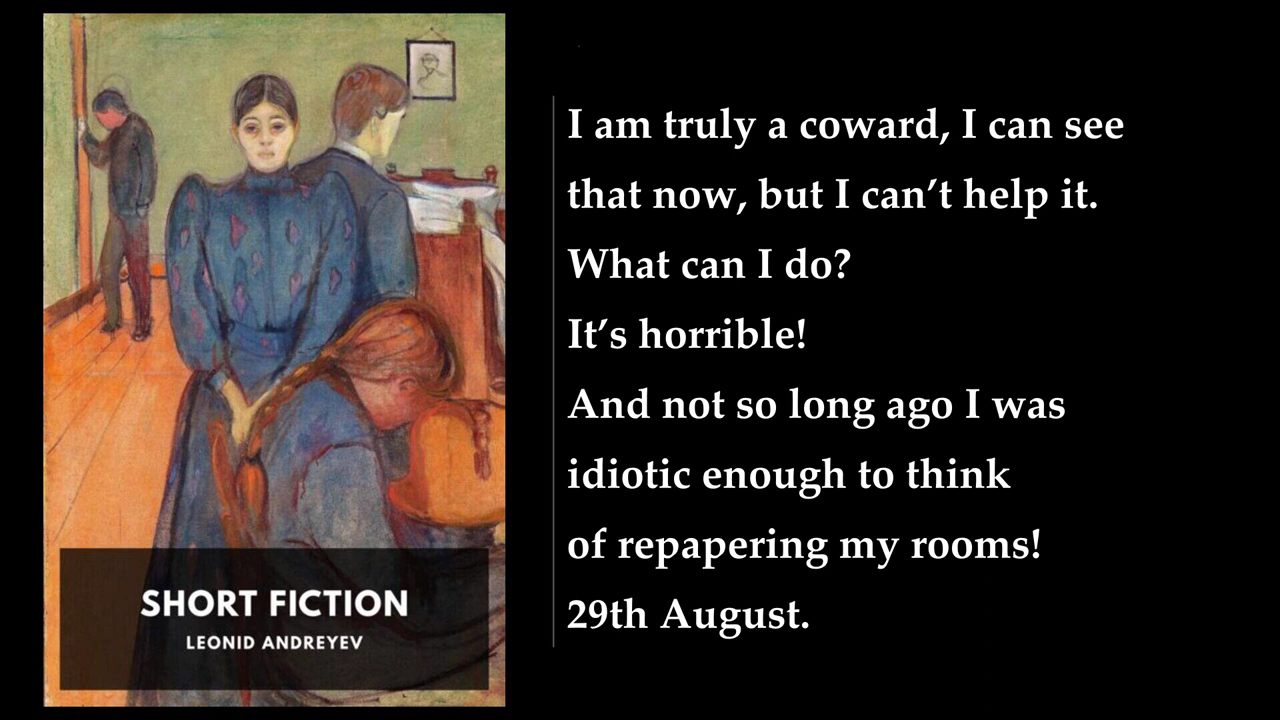 SHORT FICTION
LEONID ANDREYEV
I am truly a coward, I can see
that now, but I can’t help it.
What can I do?
It’s horrible!
And not so long ago I was
idiotic enough to think
of repapering my rooms!
29th August.